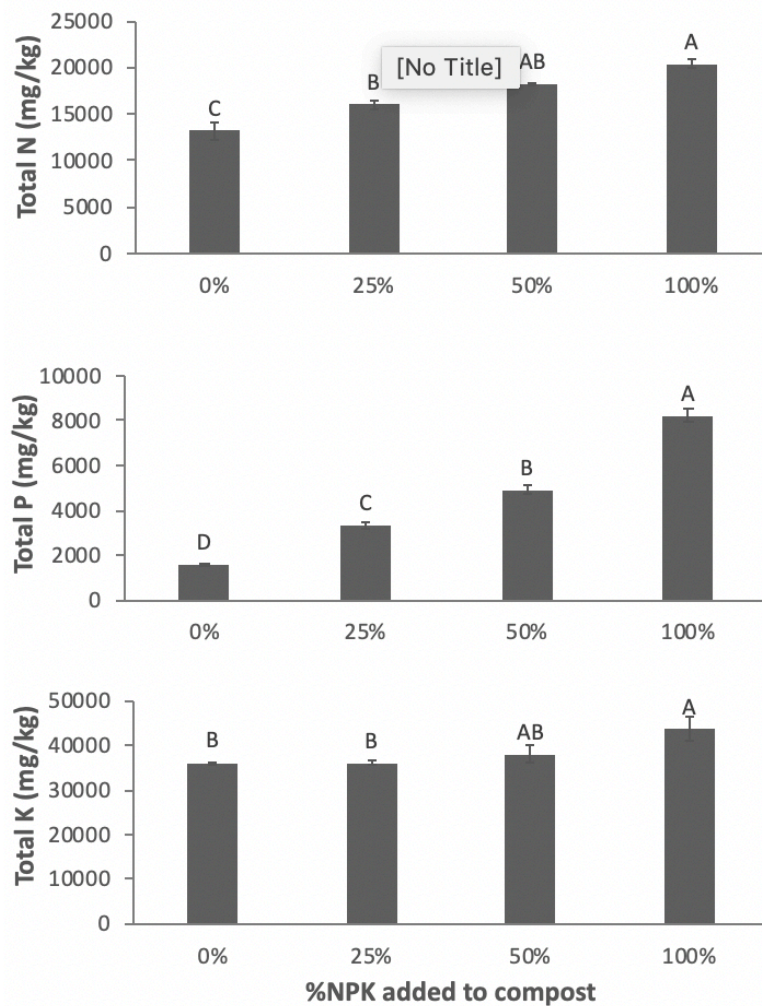 Total N (mg/kg)
25000
20000
15000
10000
5000
0
C
B
AB
A
[No Title]
0% 25% 50% 100%
Total P (mg/kg)
10000
8000
6000
4000
2000
0
D
C
B
A
0% 25% 50% 100%
Total K (mg/kg)
50000
40000
30000
20000
10000
0
B
B
AB
A
0% 25% 50% 100%
%NPK added to compost